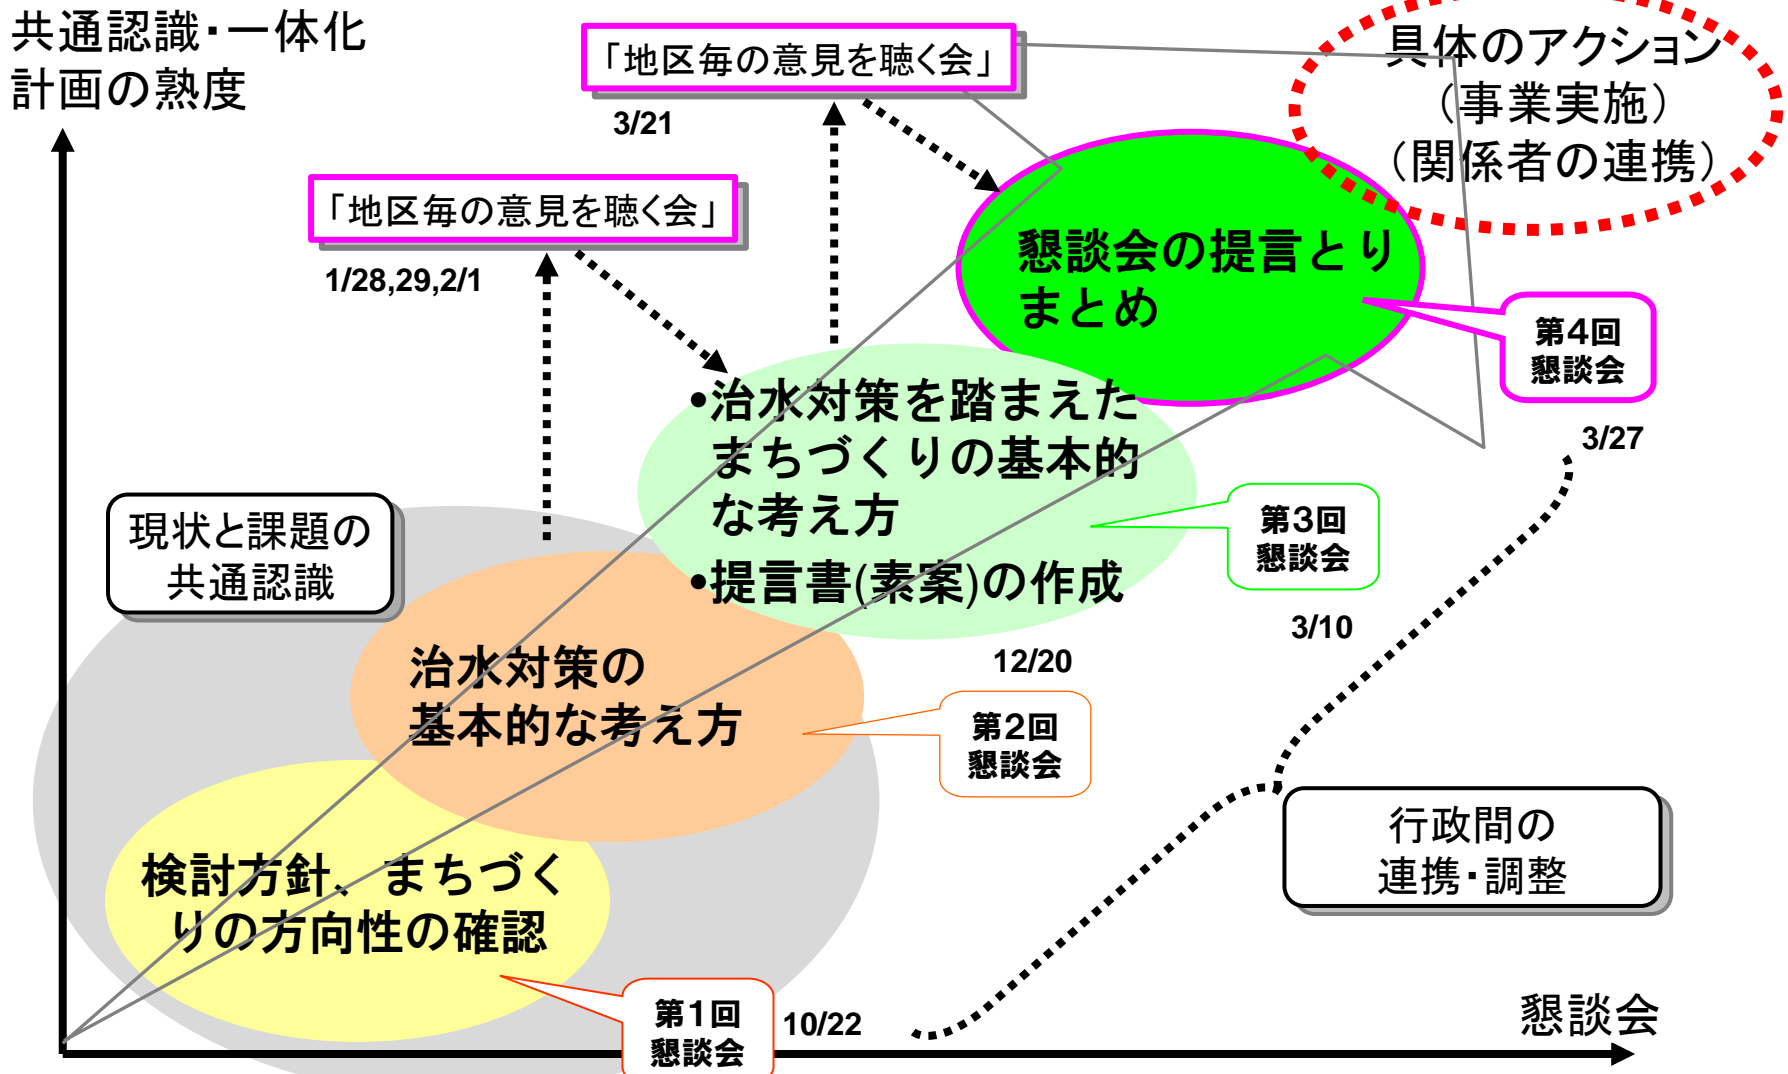 共通認識・一体化
計画の熟度
「地区毎の意見を聴く会」
3/21
具体のアクション
（事業実施）
（関係者の連携）
「地区毎の意見を聴く会」
1/28,29,2/1
懇談会の提言とり
まとめ
第４回
懇談会
3/27
•治水対策を踏まえた
まちづくりの基本的
な考え方
•提言書(素案)の作成
第３回
懇談会
3/10
現状と課題の
共通認識
治水対策の
基本的な考え方
12/20
第２回
懇談会
検討方針、まちづく
りの方向性の確認
第１回
懇談会
10/22
行政間の
連携・調整
懇談会